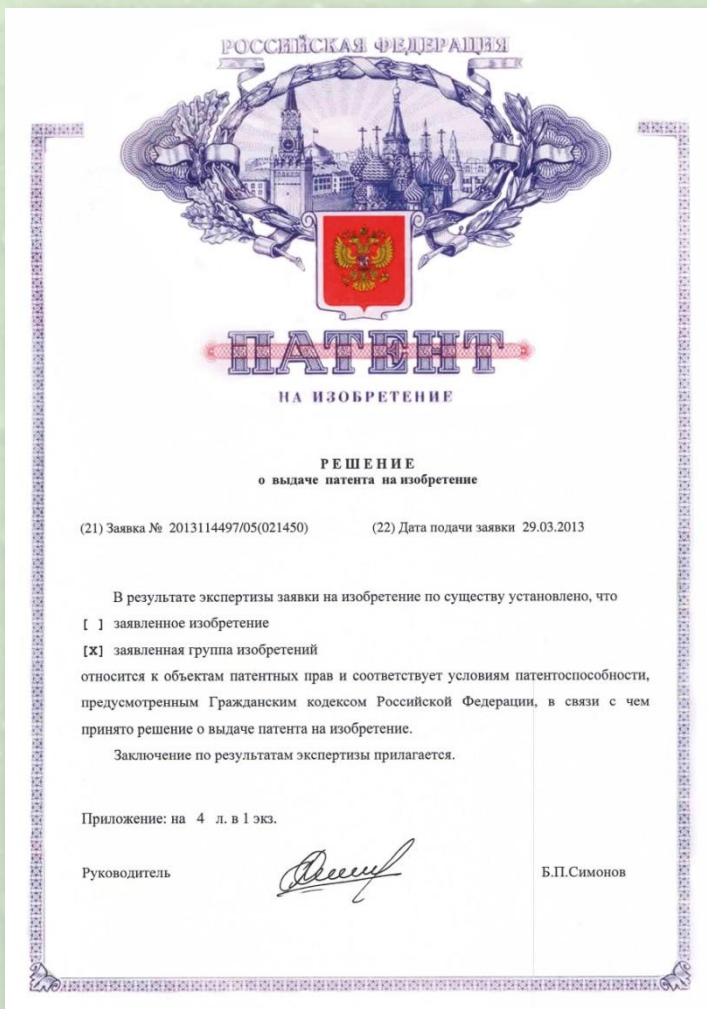 РОССИЙСКАЯ ФЕДЕРАЦИЯ
ПАТЕНТ
НА ИЗОБРЕТЕНИЕ
РЕШЕНИЕ
о выдаче патента на изобретение
(21) Заявка № 2013114497/05(021450) (22) Дата подачи заявки 29.03.2013
В результате экспертизы заявки на изобретение по существу установлено, что
[ ] заявленное изобретение
[X] заявленная группа изобретений
относится к объектам патентных прав и соответствует условиям патентоспособности,
предусмотренным Гражданским кодексом Российской Федерации, в связи с чем
принято решение о выдаче патента на изобретение.
Заключение по результатам экспертизы прилагается.
Приложение: на 4 л. в 1 экз.
Руководитель Б.П.Симонов